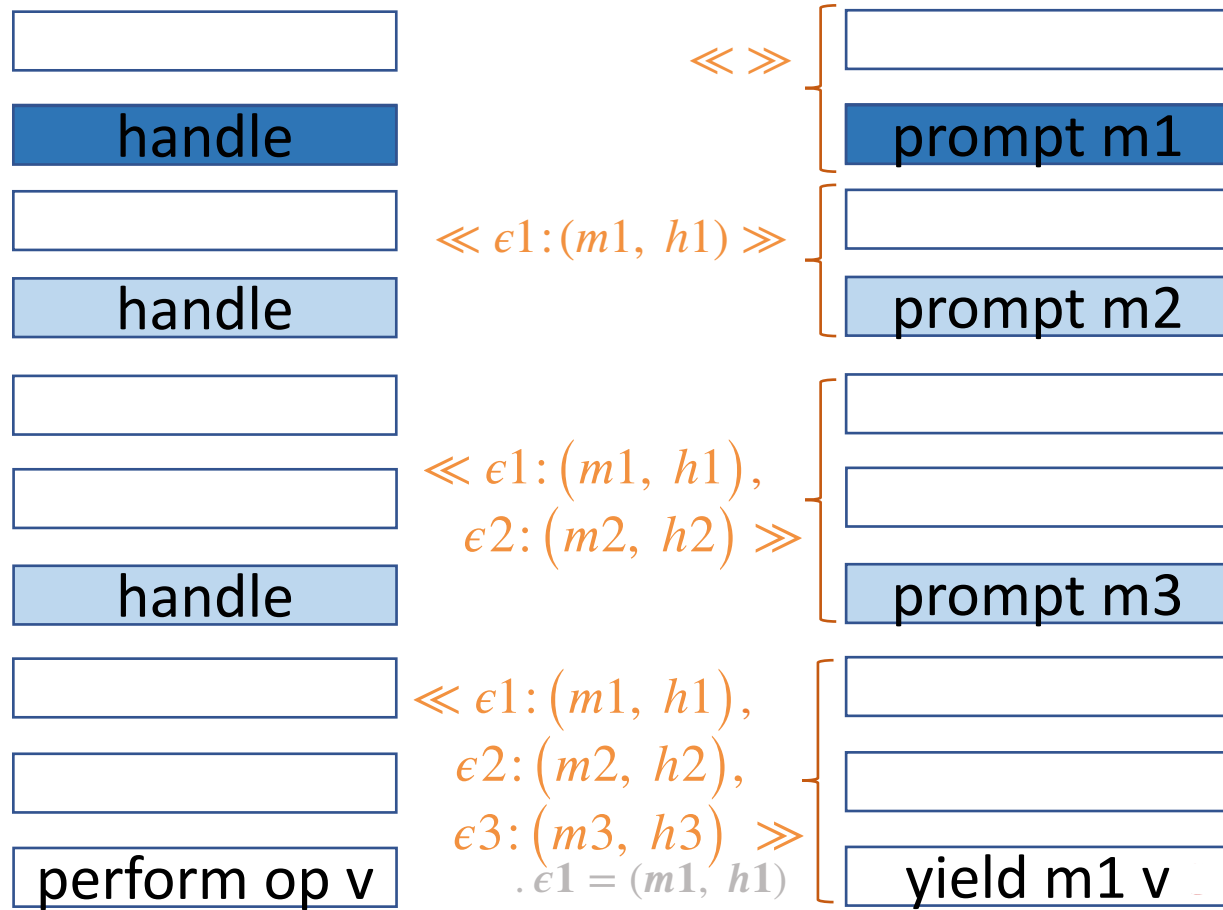 ≪ ≫
handle prompt m1
≪ ϵ1:(m1, h1) ≫
handle prompt m2
≪ ϵ1:(m1, h1),
ϵ2:(m2, h2) ≫
handle prompt m3
≪ ϵ1:(m1, h1),
ϵ2:(m2, h2),
ϵ3:(m3, h3) ≫
. ϵ1 = (m1, h1)
perform op v yield m1 v